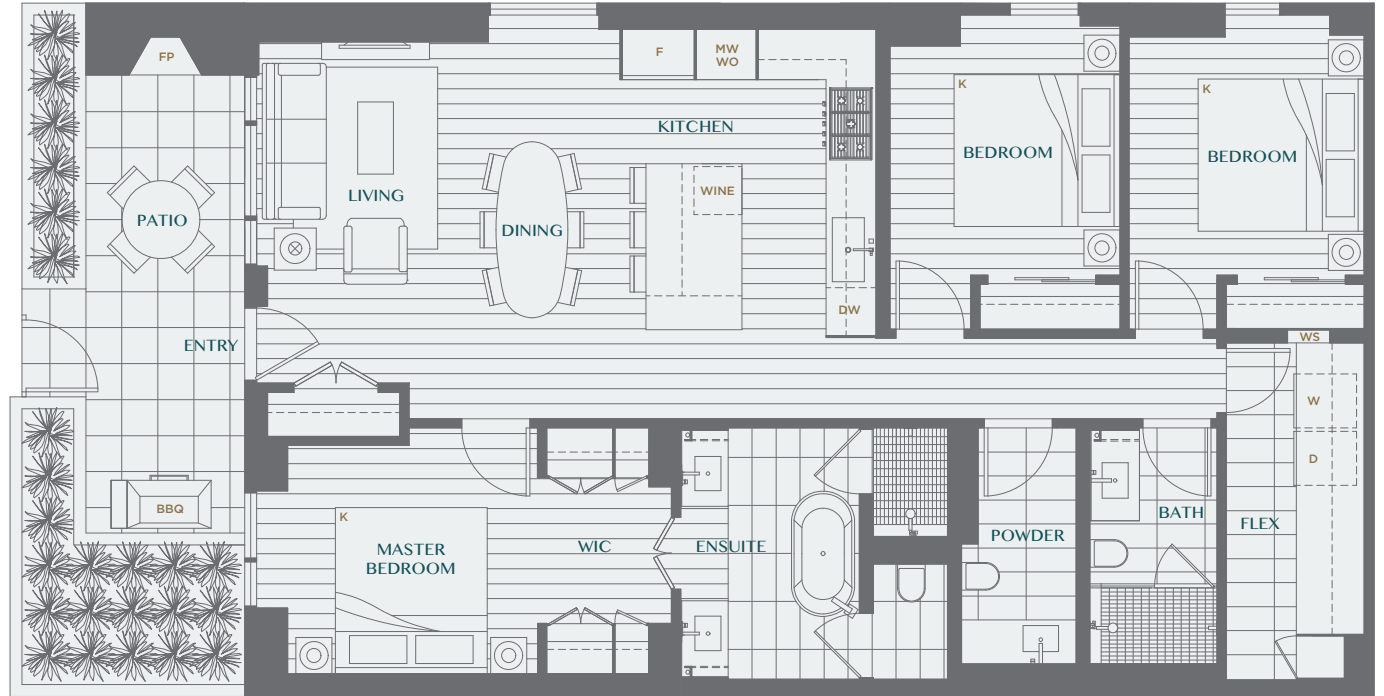 FP
F
MW
WO
K
K
KITCHEN
BEDROOM
BEDROOM
LIVING
WINE
PATIO
DINING
DW
ENTRY
WS
W
D
BBQ
K
MASTER
BEDROOM
WIC
ENSUITE
POWDER
BATH
FLEX